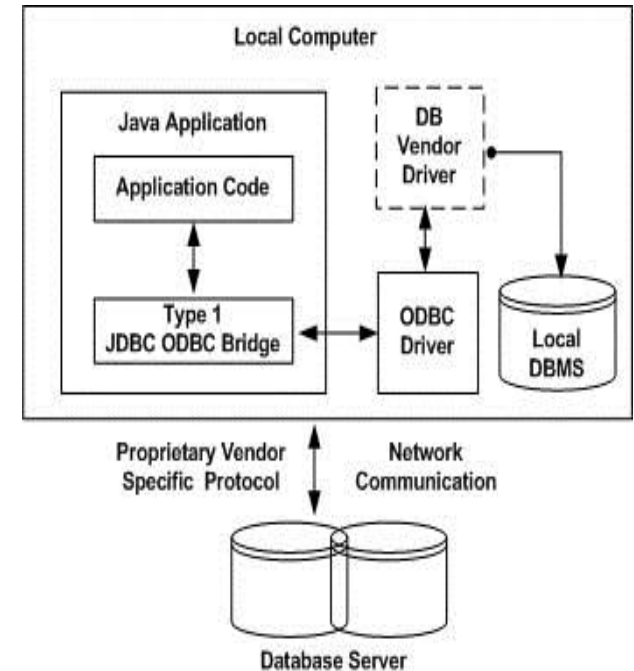 Local Computer
Java Application
Application Code
Type 1
JDBC ODBC Bridge
DB
Vendor
Driver
ODBC
Driver
Local
DBMS
Proprietary Vendor
Specific Protocol
Network
Communication
Database Server